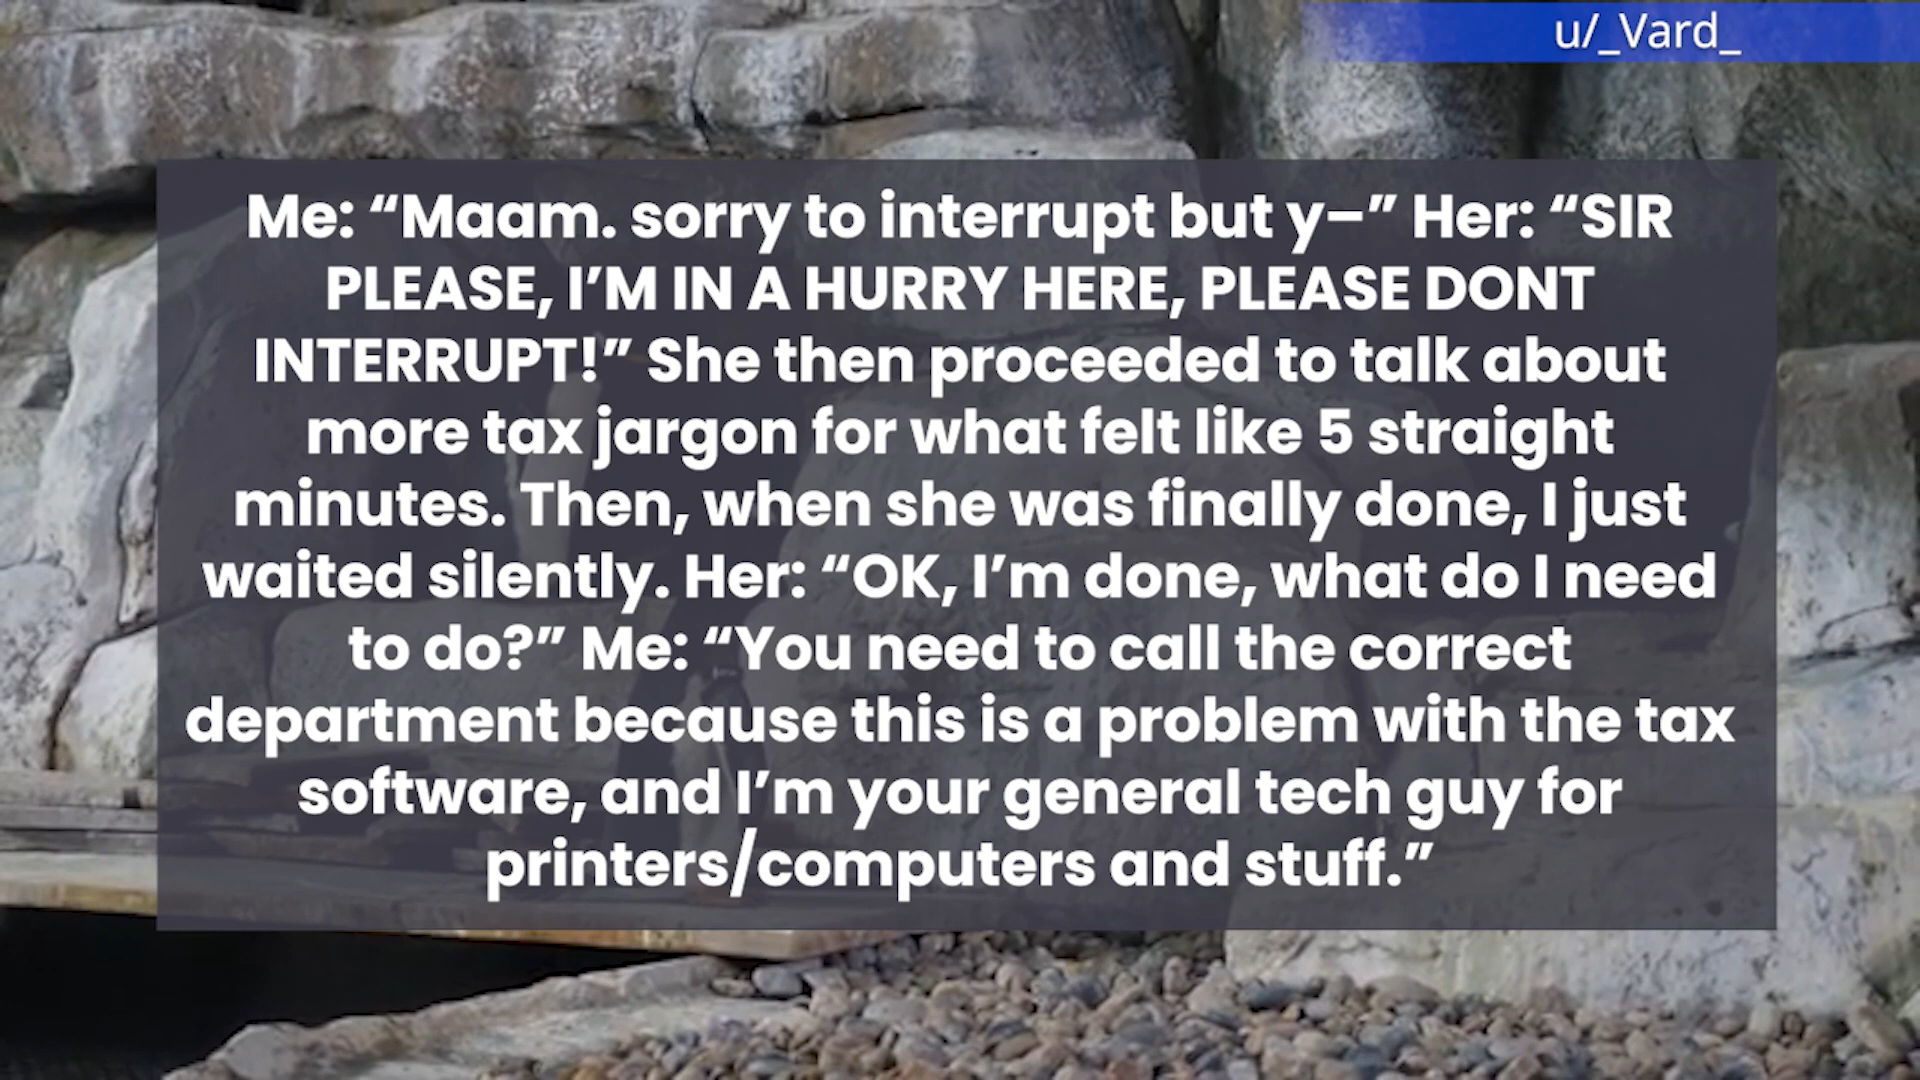 u/_Vard_
Me: “Maam. sorry to interrupt but y–” Her: “SIR
PLEASE, I’M IN A HURRY HERE, PLEASE DONT
INTERRUPT!” She then proceeded to talk about
more tax jargon for what felt like 5 straight
minutes. Then, when she was finally done, I just
waited silently. Her: “OK, I’m done, what do I need
to do?” Me: “You need to call the correct
department because this is a problem with the tax
software, and I’m your general tech guy for
printers/computers and stuff.”